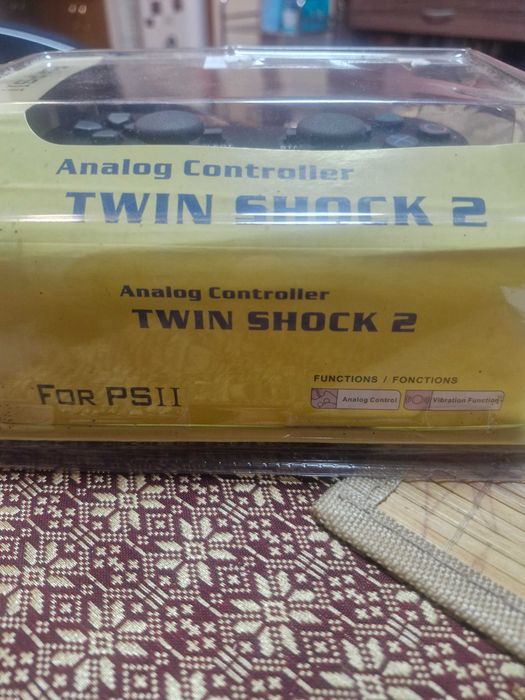 Analog Controller
TWIN SHOCK 2
Analog Controller
TWIN SHOCK 2
FUNCTIONS / FONCTIONS
FOR PSII
Analog Control
Vibration Function